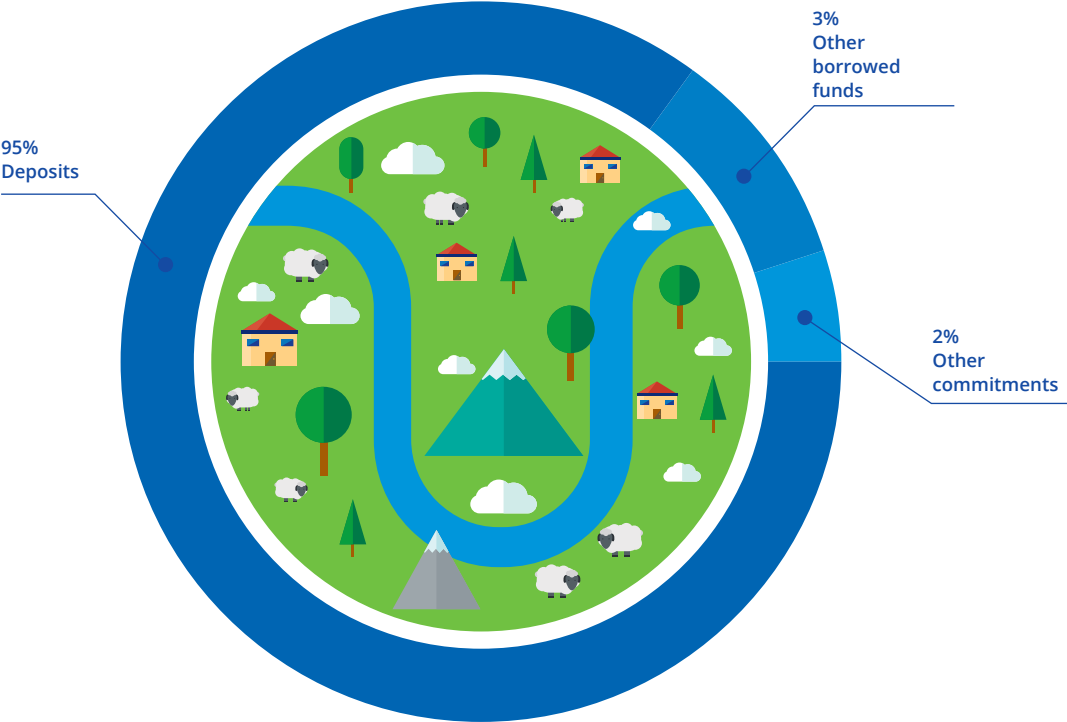 3%
Other
borrowed
funds
95%
Deposits
2%
Other
commitments